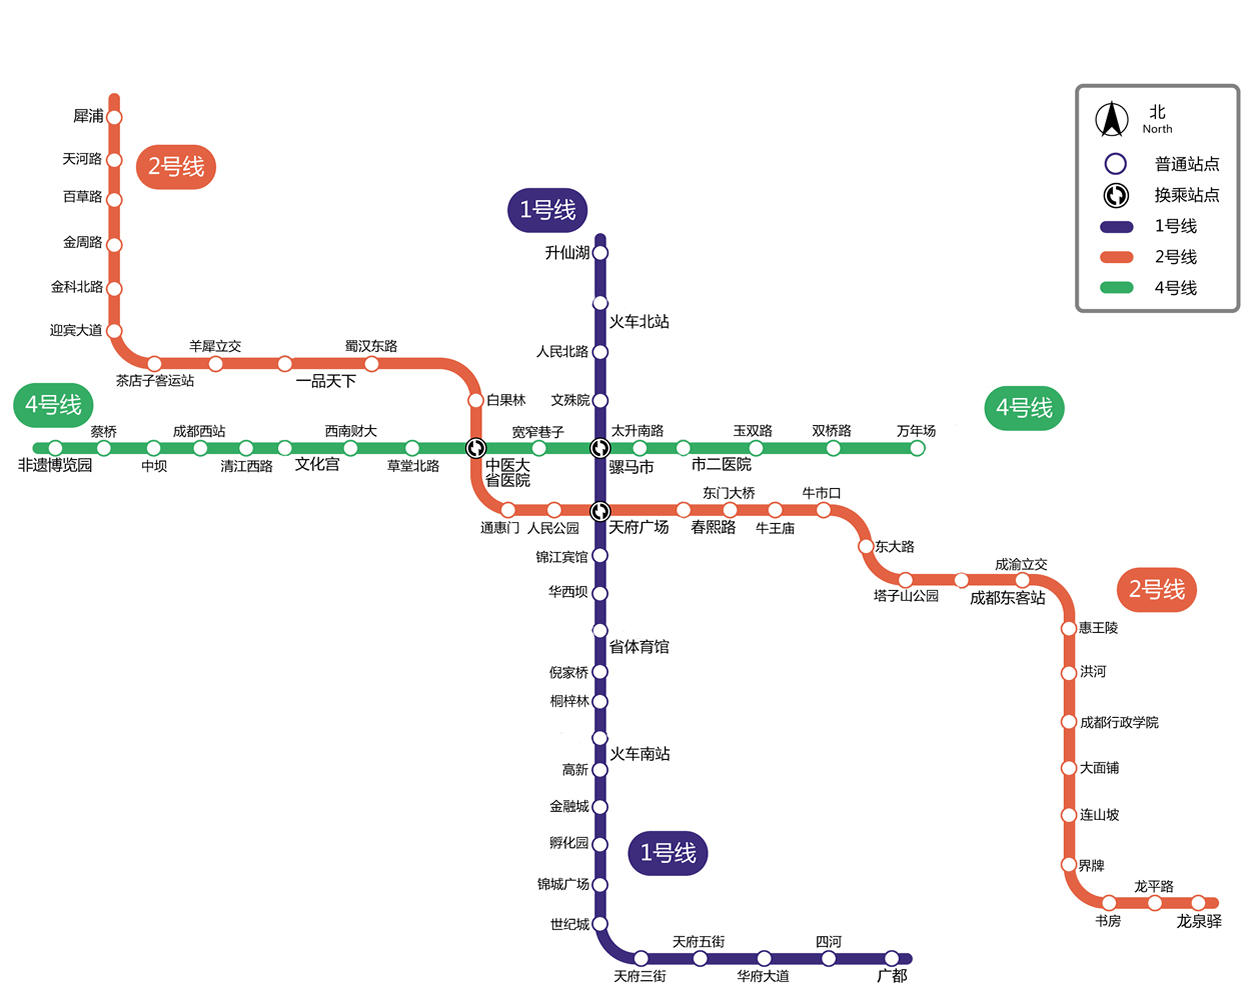 犀浦
天河路
百草路
金周路
金科北路
迎宾大道
2号线
茶店子客运站
羊犀立交
一品天下
蜀汉东路
白果林
1号线
升仙湖
火车北站
人民北路
文殊院
北
North
普通站点
换乘站点
1号线
2号线
4号线
4号线
非遗博览园
蔡桥
中坝
成都西站
清江西路
文化宫
西南财大
草堂北路
中医大
省医院
宽窄巷子
骡马市
太升南路
市二医院
玉双路
双桥路
万年场
4号线
通惠门
人民公园
天府广场
春熙路
东门大桥
牛王庙
牛市口
东大路
塔子山公园
成都东客站
成渝立交
2号线
惠王陵
洪河
成都行政学院
大面铺
连山坡
界牌
书房
龙平路
龙泉驿
锦江宾馆
华西坝
省体育馆
倪家桥
桐梓林
火车南站
高新
金融城
孵化园
锦城广场
世纪城
1号线
天府三街
天府五街
华府大道
四河
广都